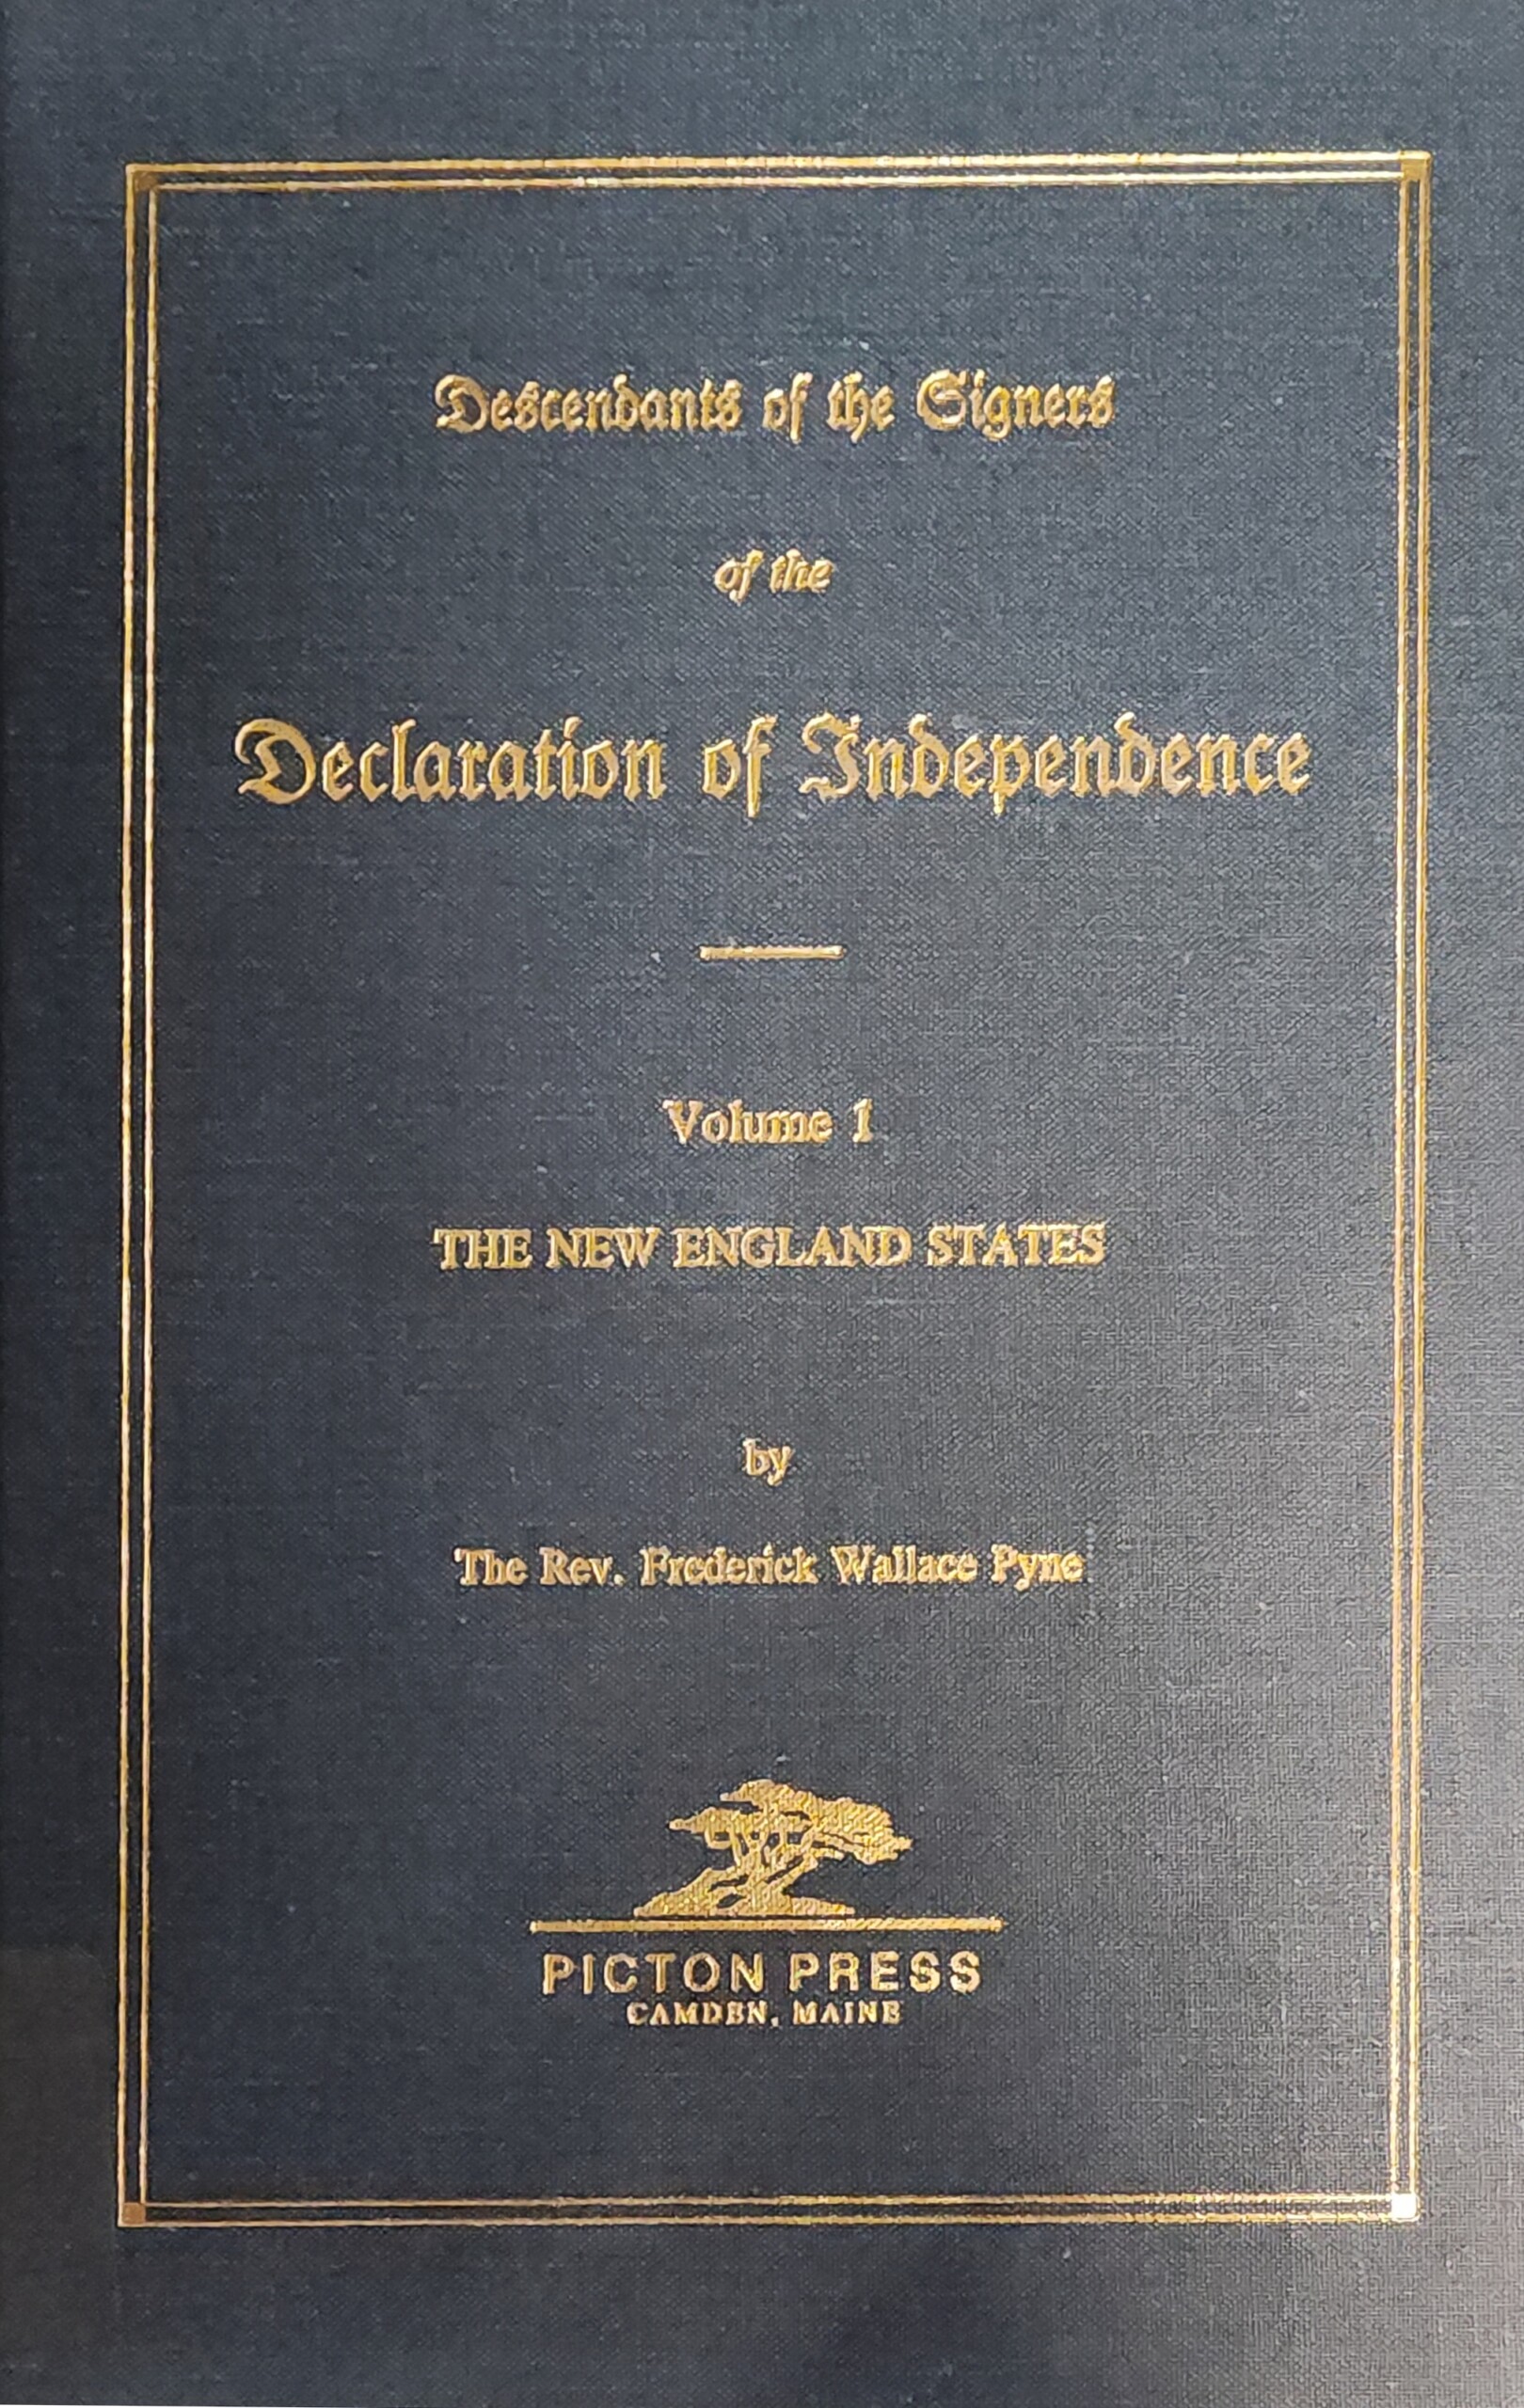 Descendants of the Signers
of the
Declaration of Independence
Volume 1
THE NEW ENGLAND STATES
by
The Rev. Frederick Wallace Pyne
PICTON PRESS
CAMDEN, MAINE